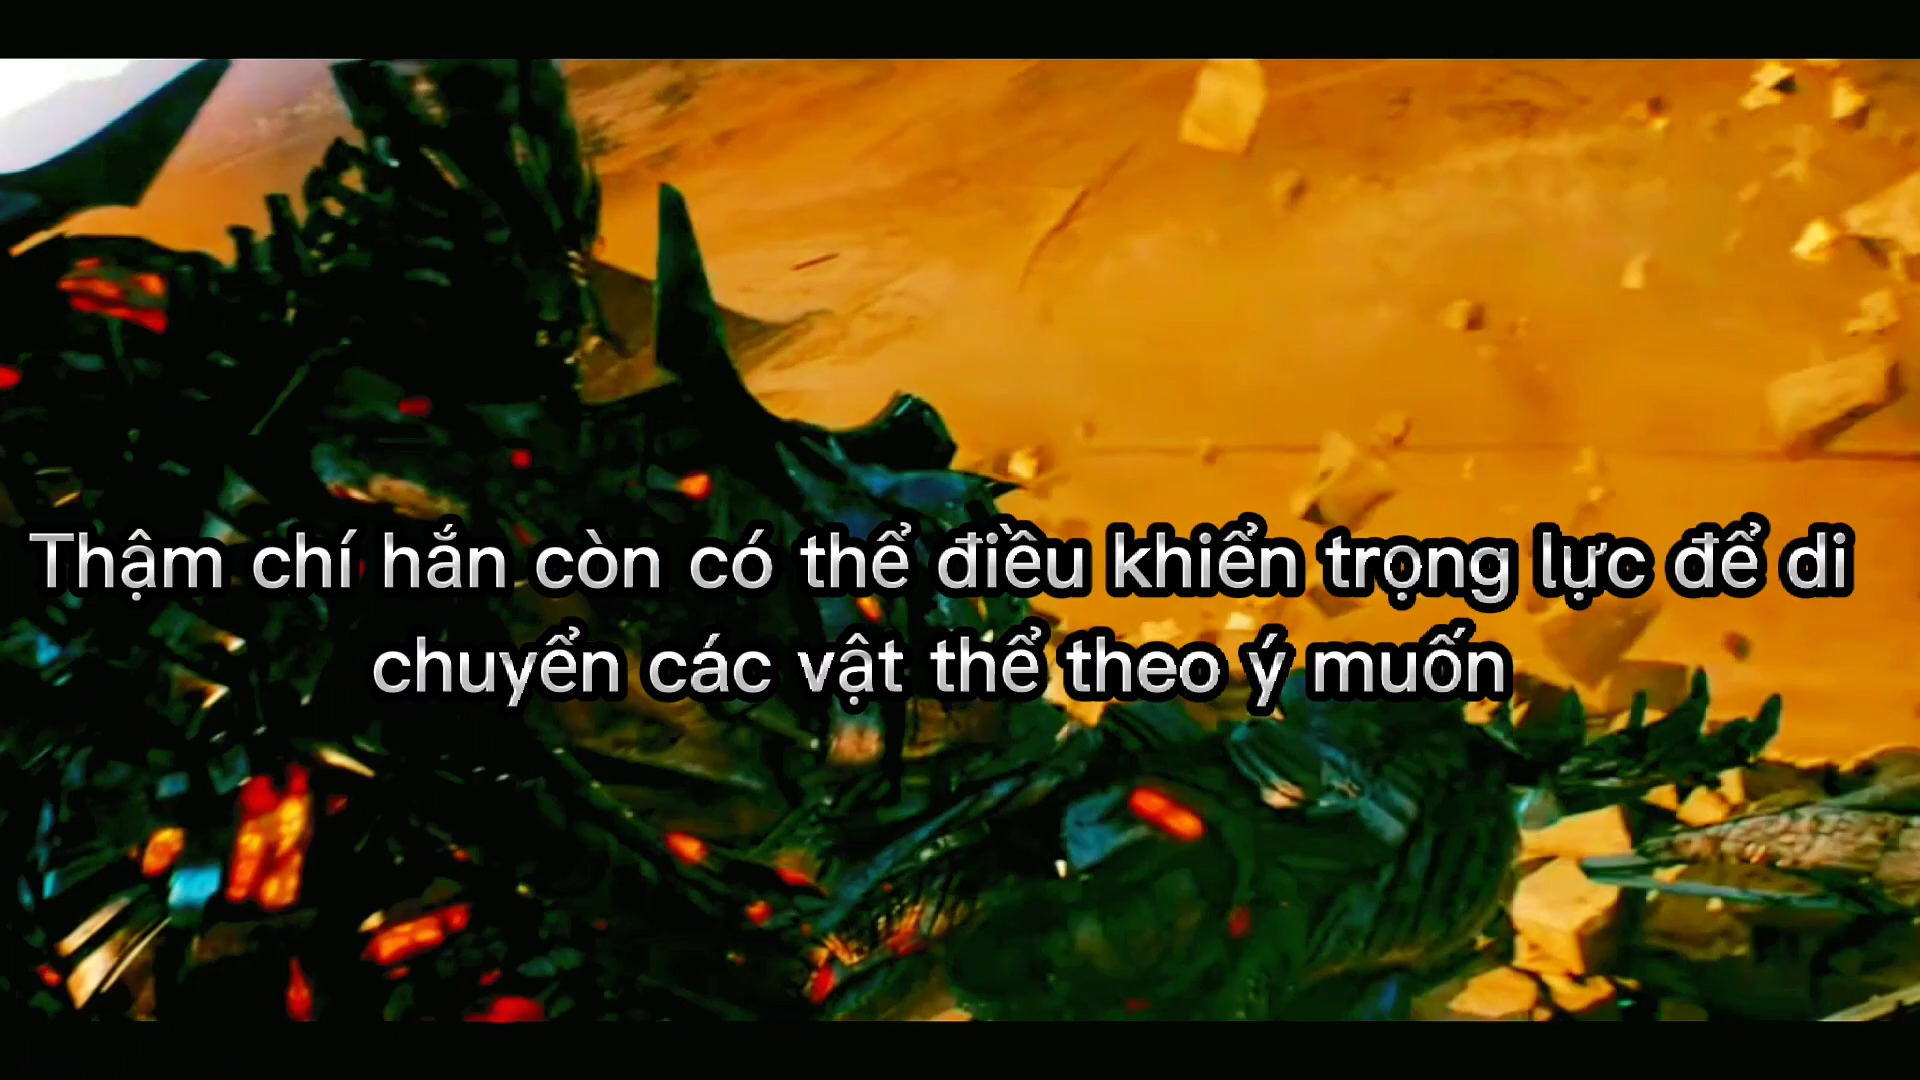 Thậm chí hắn còn có thể điều khiển trọng lực để di
chuyển các vật thể theo ý muốn